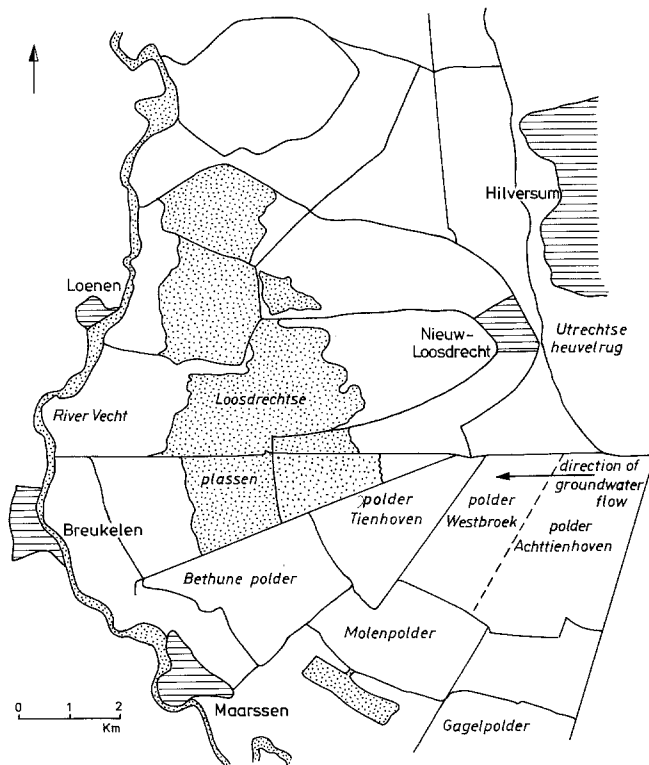 Hilversum
Loenen
Nieuw-
Loosdrecht
Utrechtse
heuvelrug
River Vecht
Loosdrechtse
plassen
direction of
groundwater
flow
polder
Tienhoven
polder
Westbroek
polder
Achttienhoven
Breukelen
Bethune polder
Molenpolder
Maarssen
Gagelpolder
0 1 2
Km